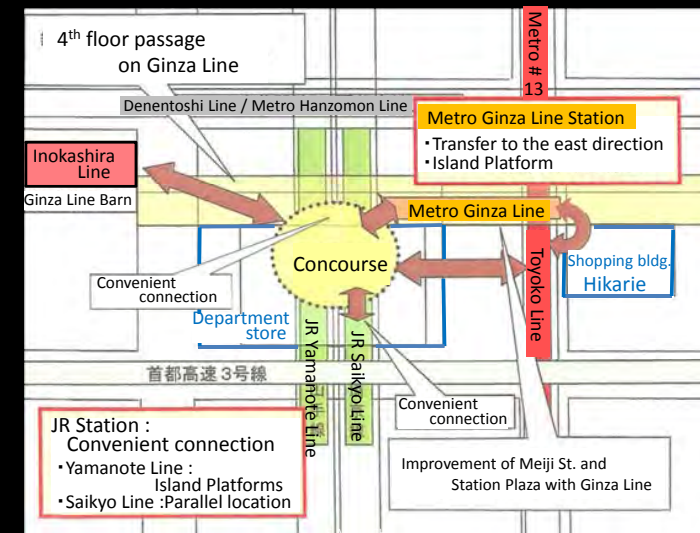 4th floor passage
on Ginza Line
Metro # 13
Denentoshi Line / Metro Hanzomon Line /
Metro Ginza Line Station
・Transfer to the east direction
・Island Platform
Inokashira
Line
Ginza Line Barn
Metro Ginza Line
Concourse
Toyoko Line
Shopping bldg.
Hikarie
Convenient
connection
Department
store
JR Yamanote Line
JR Saikyo Line
首都高速3号線
Convenient
connection
JR Station :
Convenient connection
・Yamanote Line :
Island Platforms
・Saikyo Line :Parallel location
Improvement of Meiji St. and
Station Plaza with Ginza Line